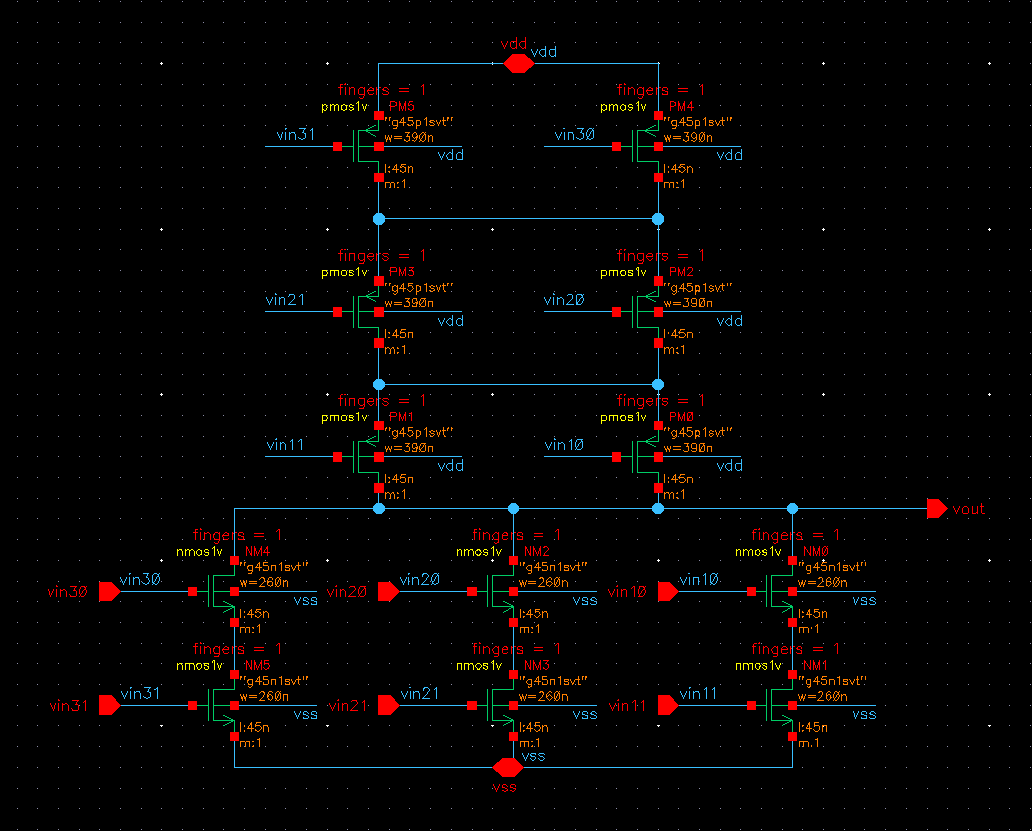 vdd
vdd
fingers = 1
fingers = 1
pmos1v PM5
pmos1v PM4
"g45p1svt"
"g45p1svt"
vin31 w=390n
vin30 w=390n
vdd
vdd
l:45n
l:45n
m:1
m:1
fingers = 1
fingers = 1
pmos1v PM3
pmos1v PM2
"g45p1svt"
"g45p1svt"
vin21 w=390n
vin20 w=390n
vdd
vdd
l:45n
l:45n
m:1
m:1
fingers = 1
fingers = 1
pmos1v PM1
pmos1v PM0
"g45p1svt"
"g45p1svt"
vin11 w=390n
vin10 w=390n
vdd
vdd
l:45n
l:45n
m:1
m:1
vout
fingers = 1
fingers = 1
fingers = 1
nmos1v NM4
nmos1v NM2
nmos1v NM0
"g45n1svt"
"g45n1svt"
"g45n1svt"
vin30 vin30 w=260n
vin20 vin20 w=260n
vin10 vin10 w=260n
vss
vss
vss
l:45n
l:45n
l:45n
m:1
m:1
m:1
fingers = 1
fingers = 1
fingers = 1
nmos1v NM5
nmos1v NM3
nmos1v NM1
"g45n1svt"
"g45n1svt"
"g45n1svt"
vin31 vin31 w=260n
vin21 vin21 w=260n
vin11 vin11 w=260n
vss
vss
vss
l:45n
l:45n
l:45n
m:1
m:1
m:1
vss
vss